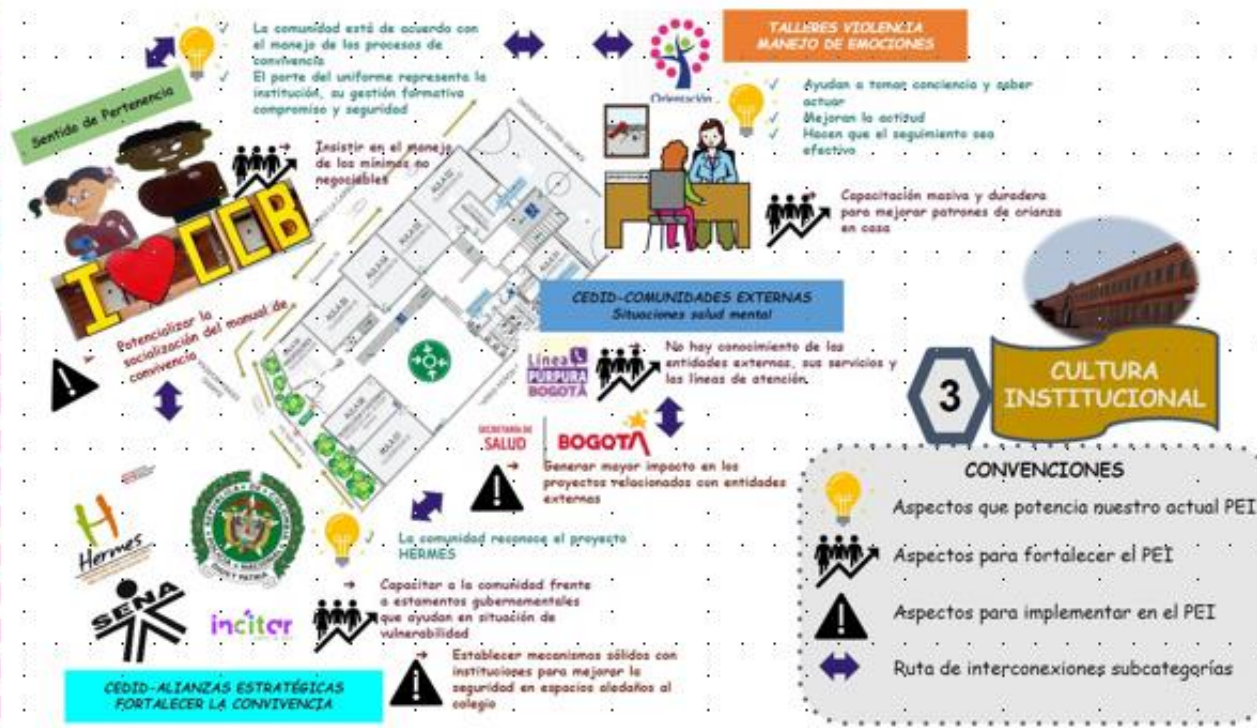 La comunidad está de acuerdo con
el manejo de los procesos de
convivencia
El porte del uniforme representa la
institución, su gestión formativa
compromiso y seguridad
Sentido de Pertenencia
Insistir en el manejo
de los mínimos no
negociables
I CCB
Potencializar la
socialización del manual de
convivencia
TALLERES VIOLENCIA
MANEJO DE EMOCIONES
Orientación
Ayudan a tomar conciencia y saber
actuar
Mejoran la actitud
Hacen que el seguimiento sea
efectivo
Capacitación masiva y duradera
para mejorar patrones de crianza
en casa
CEDID-COMUNIDADES EXTERNAS
Situaciones salud mental
Línea
PÚRPURA
BOGOTÁ
No hay conocimiento de las
entidades externas, sus servicios y
las líneas de atención.
SECRETARÍA DE
SALUD
BOGOTÁ
Generar mayor impacto en los
proyectos relacionados con entidades
externas
3
CULTURA
INSTITUCIONAL
CONVENCIONES
Aspectos que potencia nuestro actual PEI
Aspectos para fortalecer el PEI
Aspectos para implementar en el PEI
Ruta de interconexiones subcategorías
Hermes
SENA
incitar
La comunidad reconoce el proyecto
HERMES
Capacitar a la comunidad frente
a estamentos gubernamentales
que ayudan en situación de
vulnerabilidad
Establecer mecanismos sólidos con
instituciones para mejorar la
seguridad en espacios aledaños al
colegio
CEDID-ALIANZAS ESTRATÉGICAS
FORTALECER LA CONVIVENCIA